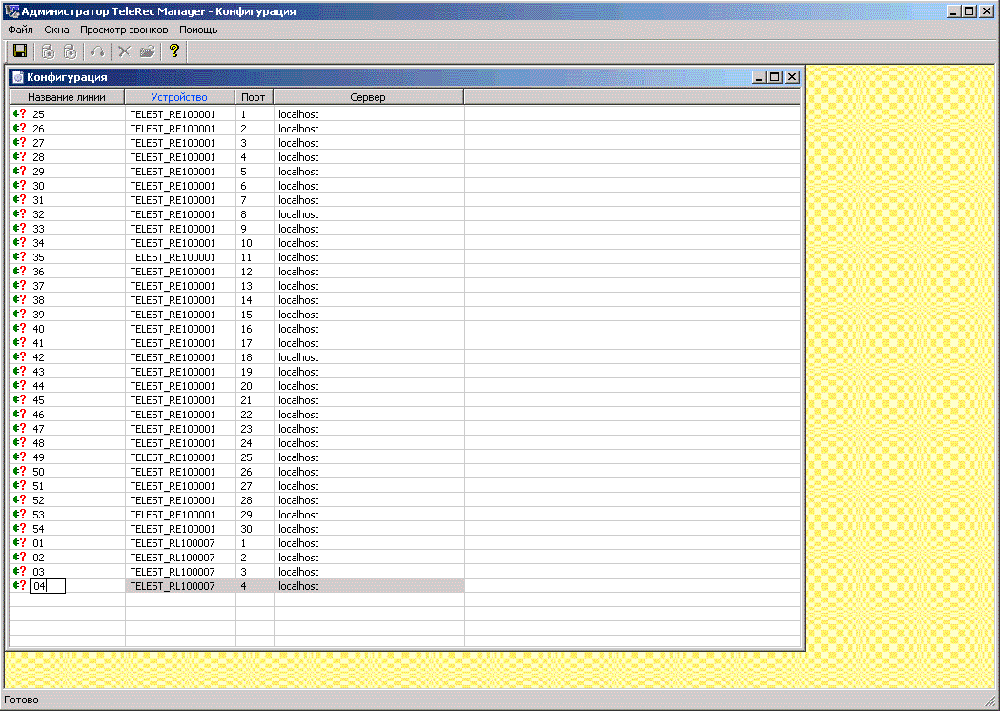 Администратор TeleRec Manager - Конфигурация
Файл Окна Просмотр звонков Помощь
Конфигурация
Название линии Устройство Порт Сервер
25 TELEST_RE100001 1 localhost
26 TELEST_RE100001 2 localhost
27 TELEST_RE100001 3 localhost
28 TELEST_RE100001 4 localhost
29 TELEST_RE100001 5 localhost
30 TELEST_RE100001 6 localhost
31 TELEST_RE100001 7 localhost
32 TELEST_RE100001 8 localhost
33 TELEST_RE100001 9 localhost
34 TELEST_RE100001 10 localhost
35 TELEST_RE100001 11 localhost
36 TELEST_RE100001 12 localhost
37 TELEST_RE100001 13 localhost
38 TELEST_RE100001 14 localhost
39 TELEST_RE100001 15 localhost
40 TELEST_RE100001 16 localhost
41 TELEST_RE100001 17 localhost
42 TELEST_RE100001 18 localhost
43 TELEST_RE100001 19 localhost
44 TELEST_RE100001 20 localhost
45 TELEST_RE100001 21 localhost
46 TELEST_RE100001 22 localhost
47 TELEST_RE100001 23 localhost
48 TELEST_RE100001 24 localhost
49 TELEST_RE100001 25 localhost
50 TELEST_RE100001 26 localhost
51 TELEST_RE100001 27 localhost
52 TELEST_RE100001 28 localhost
53 TELEST_RE100001 29 localhost
54 TELEST_RE100001 30 localhost
01 TELEST_RL100007 1 localhost
02 TELEST_RL100007 2 localhost
03 TELEST_RL100007 3 localhost
04 TELEST_RL100007 4 localhost
Готово